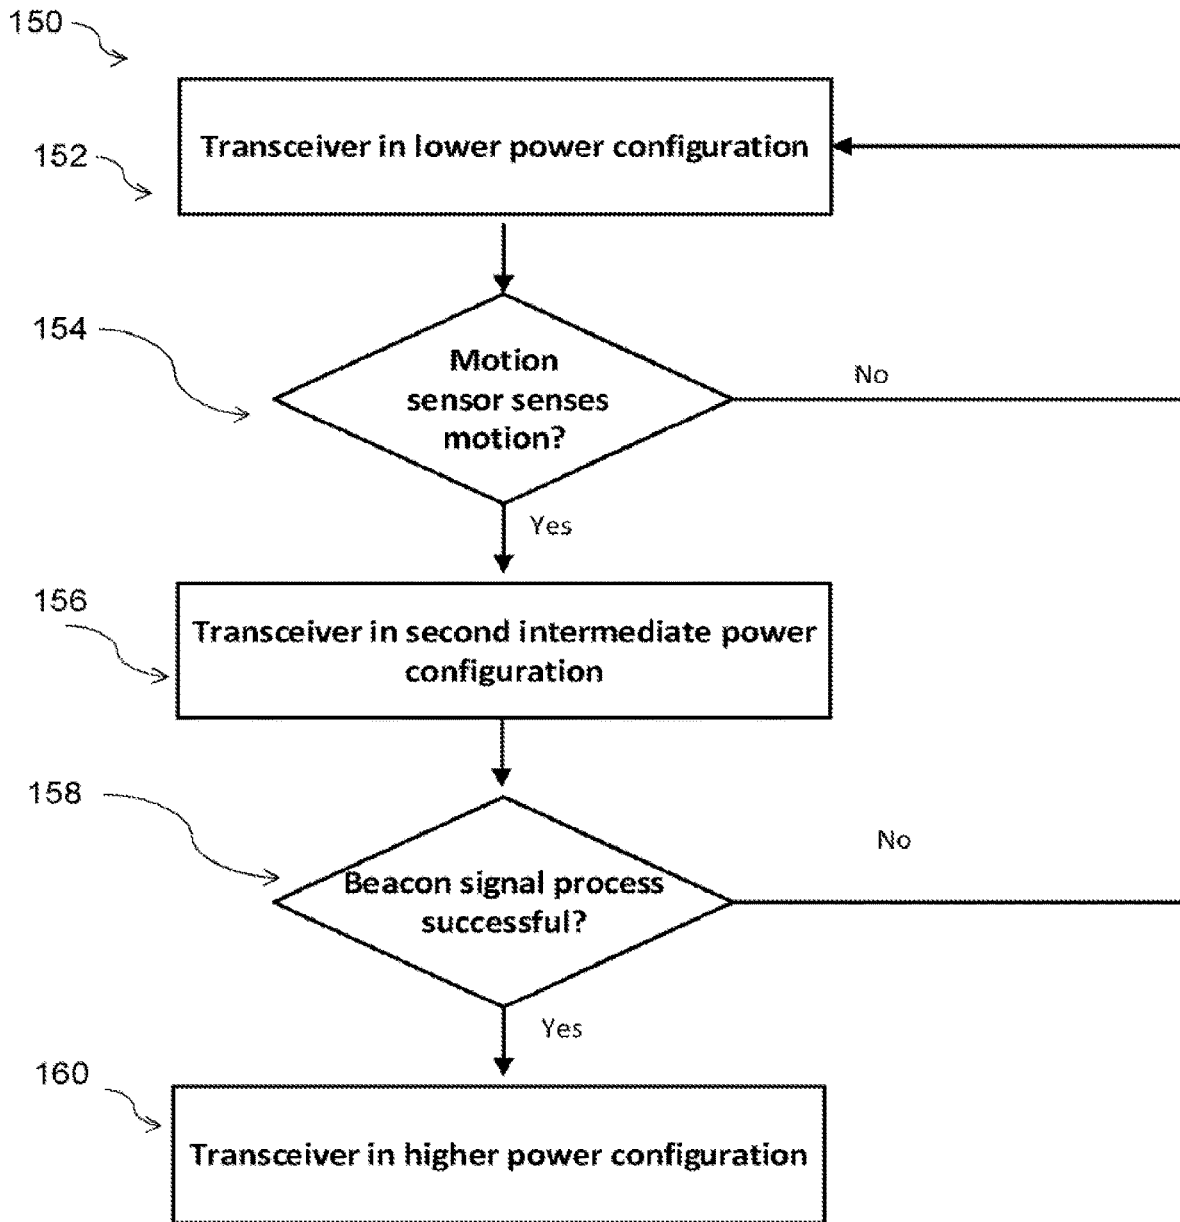 150
152
Transceiver in lower power configuration
154
Motion
sensor senses
motion?
No
Yes
156
Transceiver in second intermediate power
configuration
158
Beacon signal process
successful?
No
Yes
160
Transceiver in higher power configuration